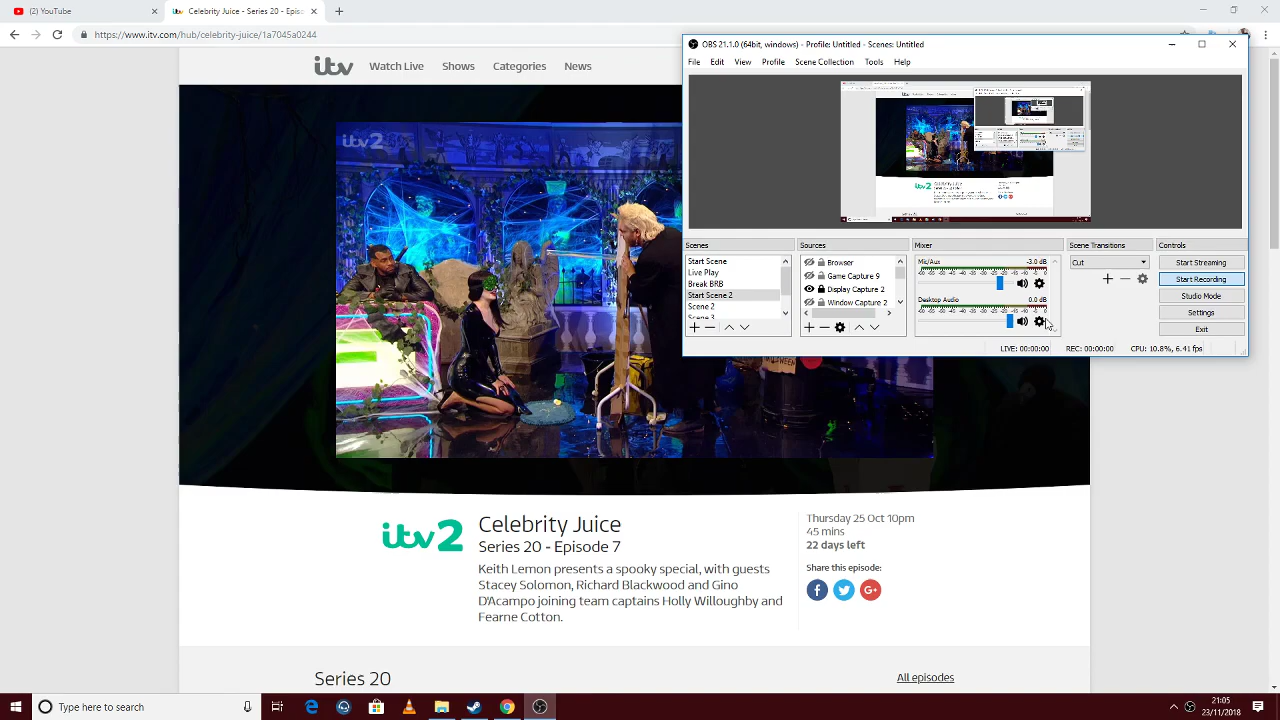 (2) YouTube
Celebrity Juice - Series 20 - Epis
https://www.itv.com/hub/celebrity-juice/1a7045a0244
itv
Watch Live
Shows
Categories
News
OBS 21.1.0 (64bit, windows) - Profile: Untitled - Scenes: Untitled
File
Edit
View
Profile
Scene Collection
Tools
Help
Scenes
Start Scene
Live Play
Break BRB
Start Scene 2
Scene 2
Scene 3
Sources
Browser
Game Capture 9
Display Capture 2
Window Capture 2
Mixer
Mic/Aux
-3.0 dB
Desktop Audio
0.0 dB
Scene Transitions
Cut
Controls
Start Streaming
Start Recording
Studio Mode
Settings
Exit
LIVE: 00:00:00
REC: 00:00:00
CPU: 10.8%, 6.41 fps
itv2
Celebrity Juice
Series 20 - Episode 7
Keith Lemon presents a spooky special, with guests
Stacey Solomon, Richard Blackwood and Gino
D'Acampo joining team captains Holly Willoughby and
Fearne Cotton.
Thursday 25 Oct 10pm
45 mins
22 days left
Share this episode:
Series 20
All episodes
Type here to search
21:05
23/11/2018